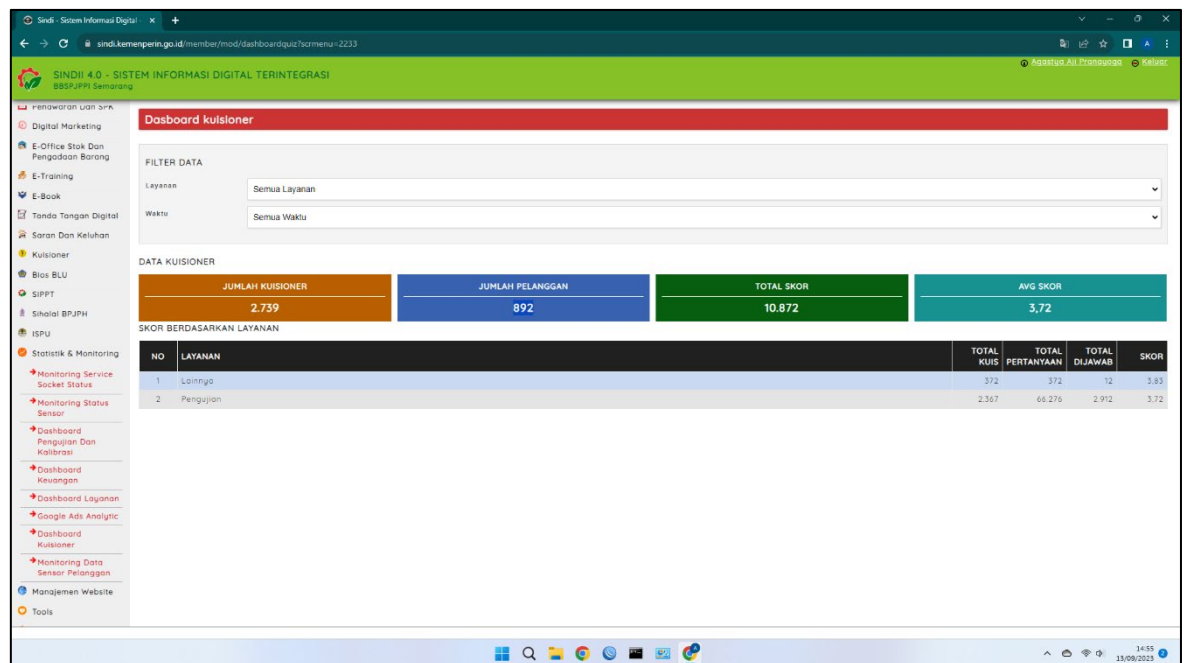 Sindi - Sistem Informasi Digital
sindi.kemenperin.go.id/member/mod/dashboardquiz?scrmenu=2233
A
SINDII 4.0 - SISTEM INFORMASI DIGITAL TERINTEGRASI
BBSPJPPI Semarang
Agastya Aji Pranayoga
Keluar
Penawaran Dan SPK
Digital Marketing
E-Office Stok Dan
Pengadaan Barang
E-Training
E-Book
Tanda Tangan Digital
Saran Dan Keluhan
Kuisioner
Bios BLU
SIPPT
Sihalal BPJPH
ISPU
Statistik & Monitoring
Monitoring Service
Socket Status
Monitoring Status
Sensor
Dashboard
Pengujian Dan
Kalibrasi
Dashboard
Keuangan
Dashboard Layanan
Google Ads Analytic
Dashboard
Kuisioner
Monitoring Data
Sensor Pelanggan
Manajemen Website
Tools
Dasboard kuisioner
FILTER DATA
Layanan Semua Layanan
Waktu Semua Waktu
DATA KUISIONER
JUMLAH KUISIONER JUMLAH PELANGGAN TOTAL SKOR AVG SKOR
2.739 892 10.872 3,72
SKOR BERDASARKAN LAYANAN
NO LAYANAN TOTAL KUIS TOTAL PERTANYAAN TOTAL DIJAWAB SKOR
1 Lainnya 372 372 12 3,83
2 Pengujian 2.367 66.276 2.912 3,72
14:55
13/09/2023